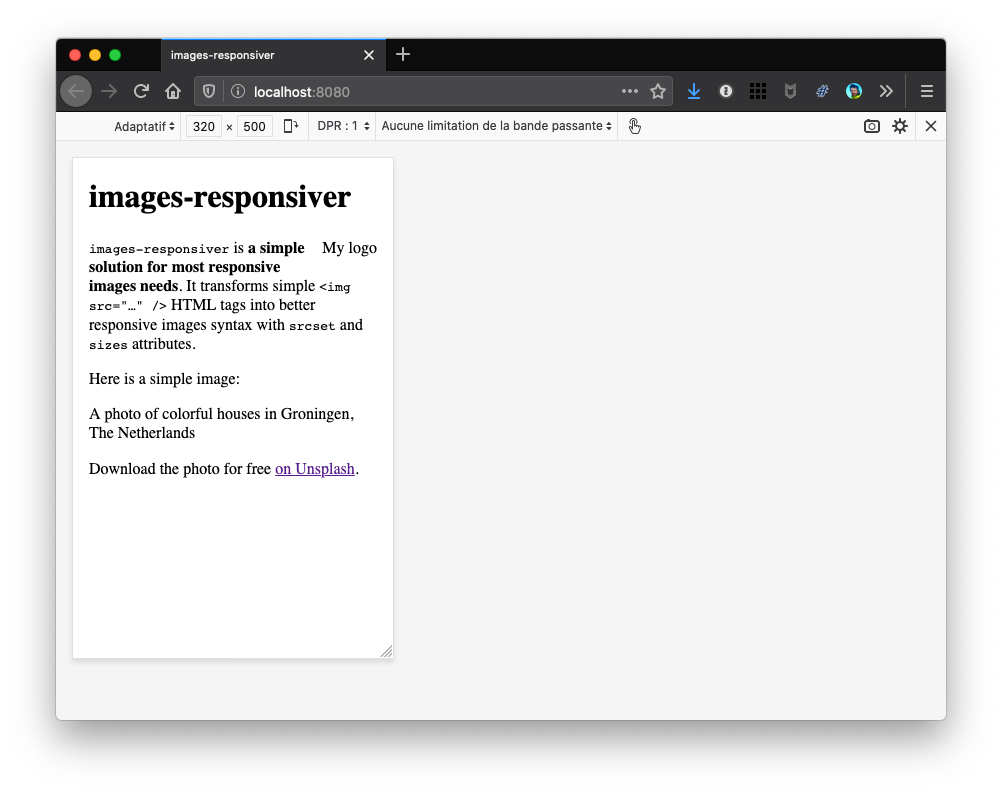 images-responsiver
localhost:8080
Adaptatif 320 × 500 DPR : 1 Aucune limitation de la bande passante
images-responsiver
images-responsiver is a simple My logo
solution for most responsive
images needs. It transforms simple <img
src="…" /> HTML tags into better
responsive images syntax with srcset and
sizes attributes.
Here is a simple image:
A photo of colorful houses in Groningen,
The Netherlands
Download the photo for free on Unsplash.